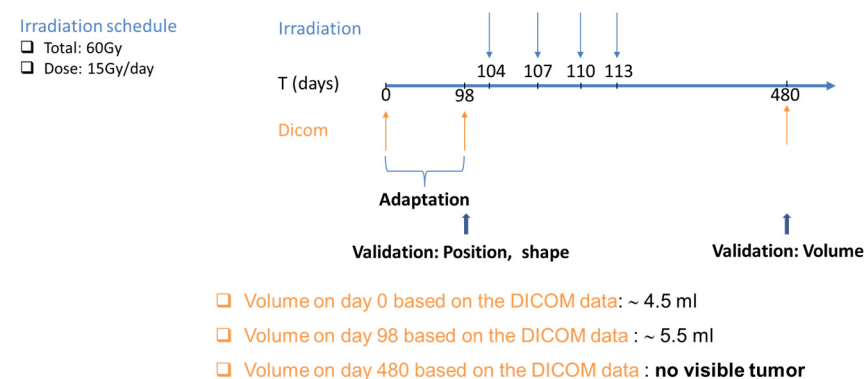 Irradiation schedule
❑ Total: 60Gy
❑ Dose: 15Gy/day
Irradiation
104 107 110 113
T (days)
0 98 480
Dicom
Adaptation
Validation: Position, shape
Validation: Volume
❑ Volume on day 0 based on the DICOM data: ~ 4.5 ml
❑ Volume on day 98 based on the DICOM data : ~ 5.5 ml
❑ Volume on day 480 based on the DICOM data : no visible tumor